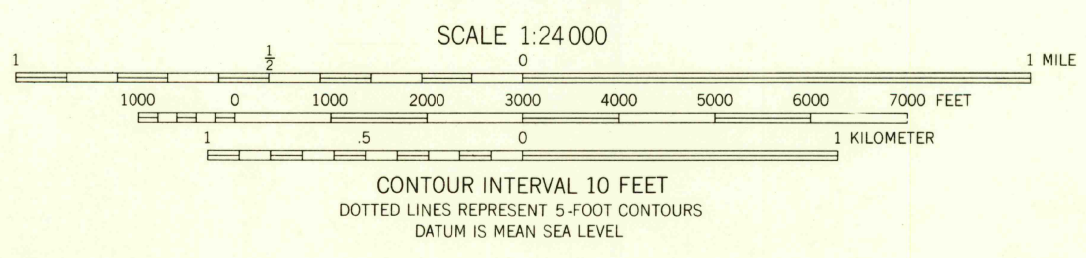 SCALE 1:24 000
1 1/2 0 1 MILE
1000 0 1000 2000 3000 4000 5000 6000 7000 FEET
1 .5 0 1 KILOMETER
CONTOUR INTERVAL 10 FEET
DOTTED LINES REPRESENT 5-FOOT CONTOURS
DATUM IS MEAN SEA LEVEL